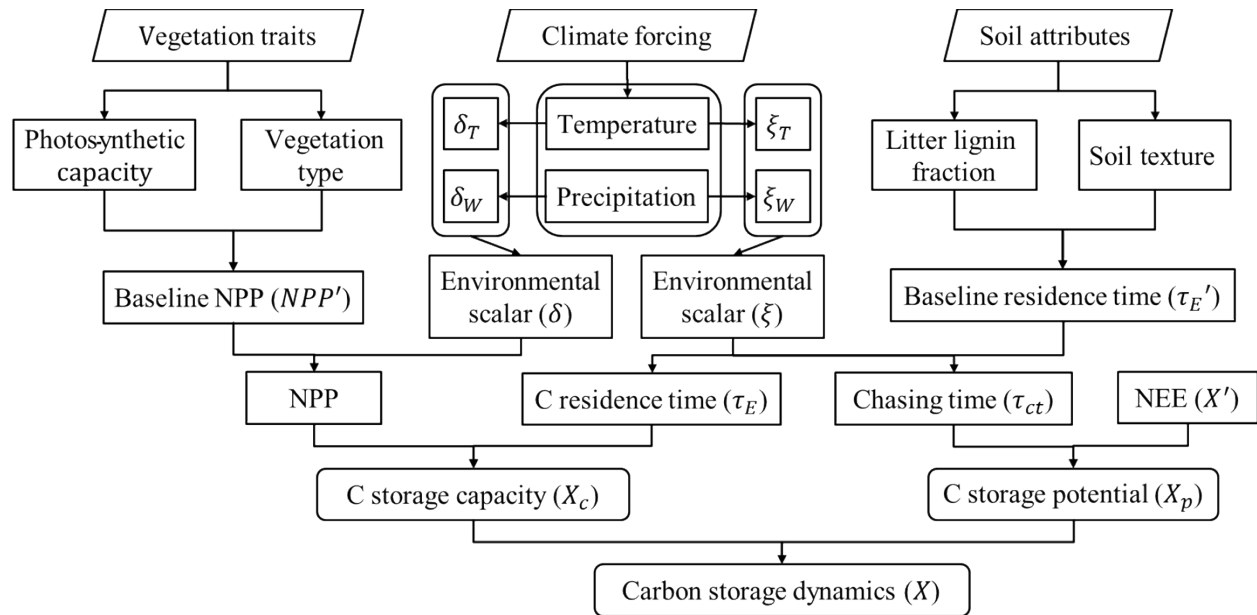 Vegetation traits
Climate forcing
Soil attributes
Photo-synthetic
capacity
Vegetation
type
δ_T
Temperature
ξ_T
δ_W
Precipitation
ξ_W
Litter lignin
fraction
Soil texture
Baseline NPP (NPP′)
Environmental
scalar (δ)
Environmental
scalar (ξ)
Baseline residence time (τ_E′)
NPP
C residence time (τ_E)
Chasing time (τ_ct)
NEE (X′)
C storage capacity (X_c)
C storage potential (X_p)
Carbon storage dynamics (X)